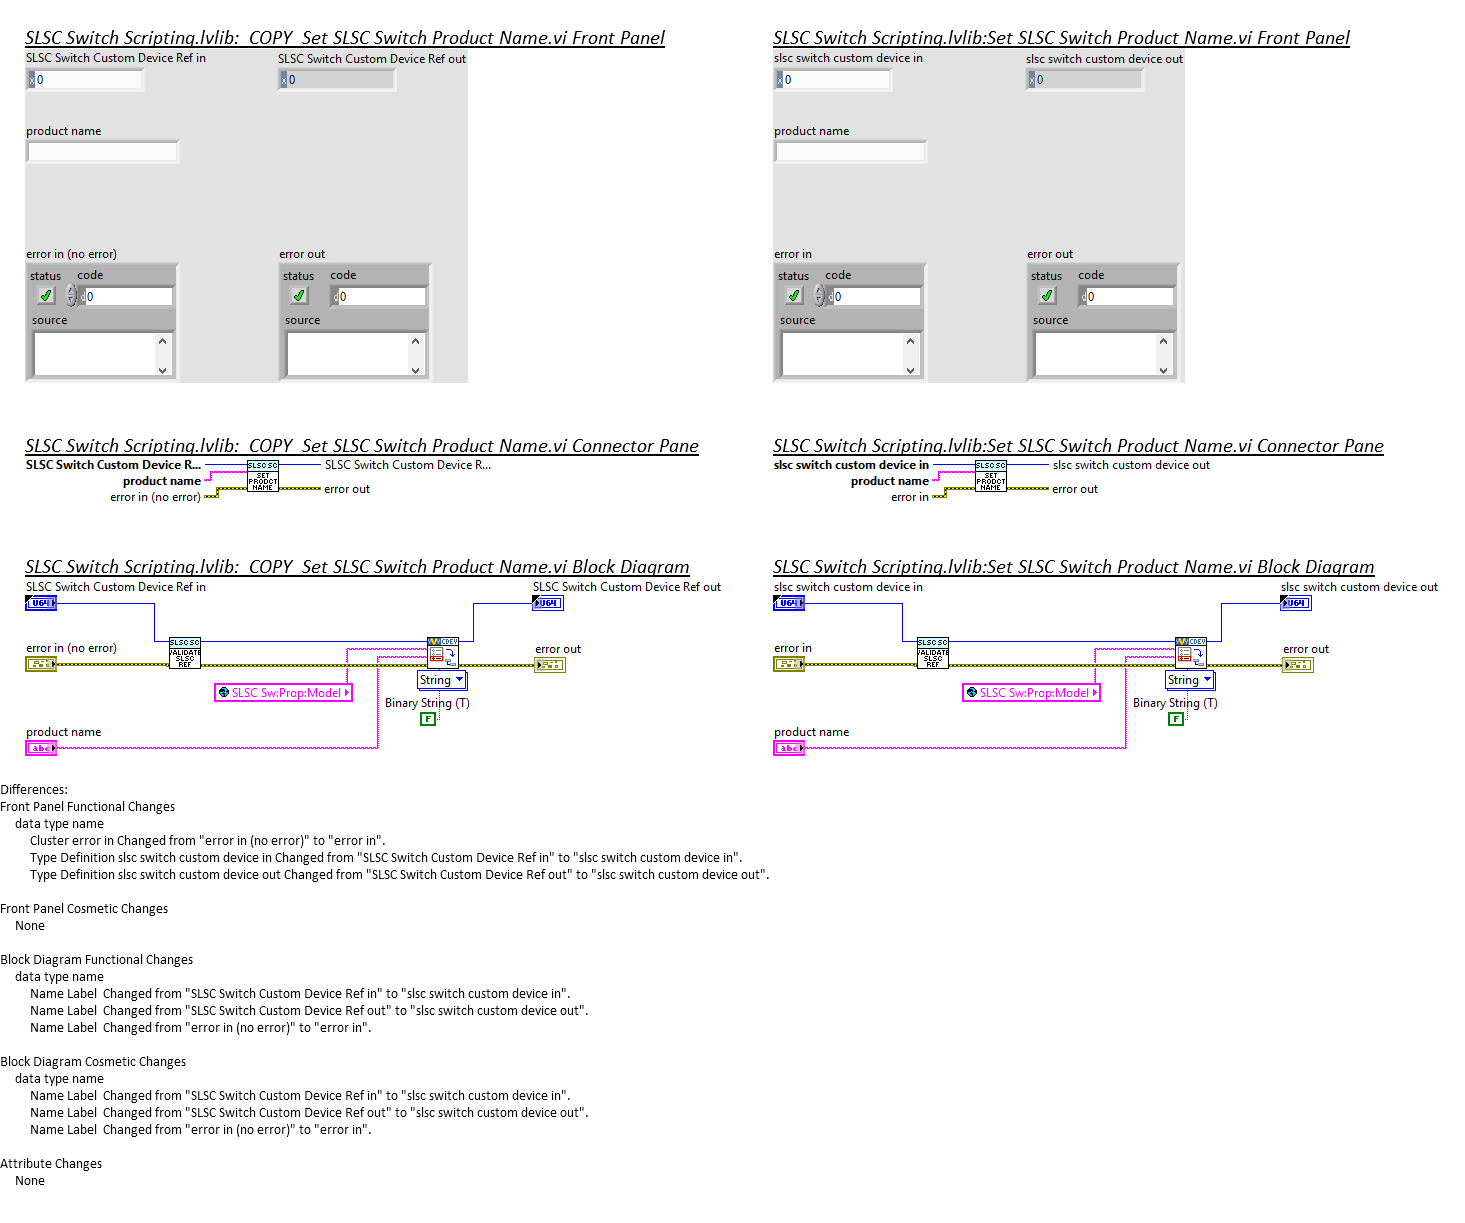 SLSC Switch Scripting.lvlib:_COPY_Set SLSC Switch Product Name.vi Front Panel
SLSC Switch Custom Device Ref in
SLSC Switch Custom Device Ref out
x 0
x 0
product name
error in (no error)
error out
status
code
status
code
d 0
d 0
source
source
SLSC Switch Scripting.lvlib:Set SLSC Switch Product Name.vi Front Panel
slsc switch custom device in
slsc switch custom device out
x 0
x 0
product name
error in
error out
status
code
status
code
d 0
d 0
source
source
SLSC Switch Scripting.lvlib:_COPY_Set SLSC Switch Product Name.vi Connector Pane
SLSC Switch Custom Device R...
SLSC SC
SLSC Switch Custom Device R...
product name
SET
PRODCT
NAME
error in (no error)
error out
SLSC Switch Scripting.lvlib:Set SLSC Switch Product Name.vi Connector Pane
slsc switch custom device in
SLSC SC
slsc switch custom device out
product name
SET
PRODCT
NAME
error in
error out
SLSC Switch Scripting.lvlib:_COPY_Set SLSC Switch Product Name.vi Block Diagram
SLSC Switch Custom Device Ref in
SLSC Switch Custom Device Ref out
U64
U64
error in (no error)
SLSC SC
VALIDATE
SLSC
REF
CDEV
error out
String
SLSC Sw:Prop:Model
Binary String (T)
F
product name
abc
SLSC Switch Scripting.lvlib:Set SLSC Switch Product Name.vi Block Diagram
slsc switch custom device in
slsc switch custom device out
U64
U64
error in
SLSC SC
VALIDATE
SLSC
REF
CDEV
error out
String
SLSC Sw:Prop:Model
Binary String (T)
F
product name
abc
Differences:
Front Panel Functional Changes
data type name
Cluster error in Changed from "error in (no error)" to "error in".
Type Definition slsc switch custom device in Changed from "SLSC Switch Custom Device Ref in" to "slsc switch custom device in".
Type Definition slsc switch custom device out Changed from "SLSC Switch Custom Device Ref out" to "slsc switch custom device out".
Front Panel Cosmetic Changes
None
Block Diagram Functional Changes
data type name
Name Label  Changed from "SLSC Switch Custom Device Ref in" to "slsc switch custom device in".
Name Label  Changed from "SLSC Switch Custom Device Ref out" to "slsc switch custom device out".
Name Label  Changed from "error in (no error)" to "error in".
Block Diagram Cosmetic Changes
data type name
Name Label  Changed from "SLSC Switch Custom Device Ref in" to "slsc switch custom device in".
Name Label  Changed from "SLSC Switch Custom Device Ref out" to "slsc switch custom device out".
Name Label  Changed from "error in (no error)" to "error in".
Attribute Changes
None